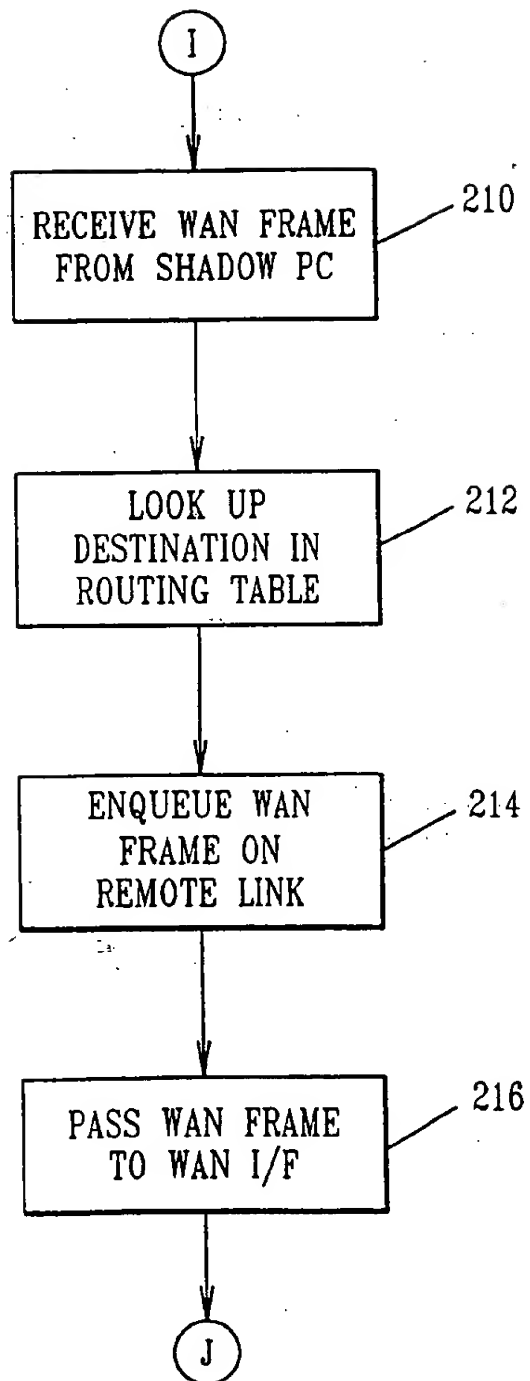 I
RECEIVE WAN FRAME
FROM SHADOW PC
210
LOOK UP
DESTINATION IN
ROUTING TABLE
212
ENQUEUE WAN
FRAME ON
REMOTE LINK
214
PASS WAN FRAME
TO WAN I/F
216
J